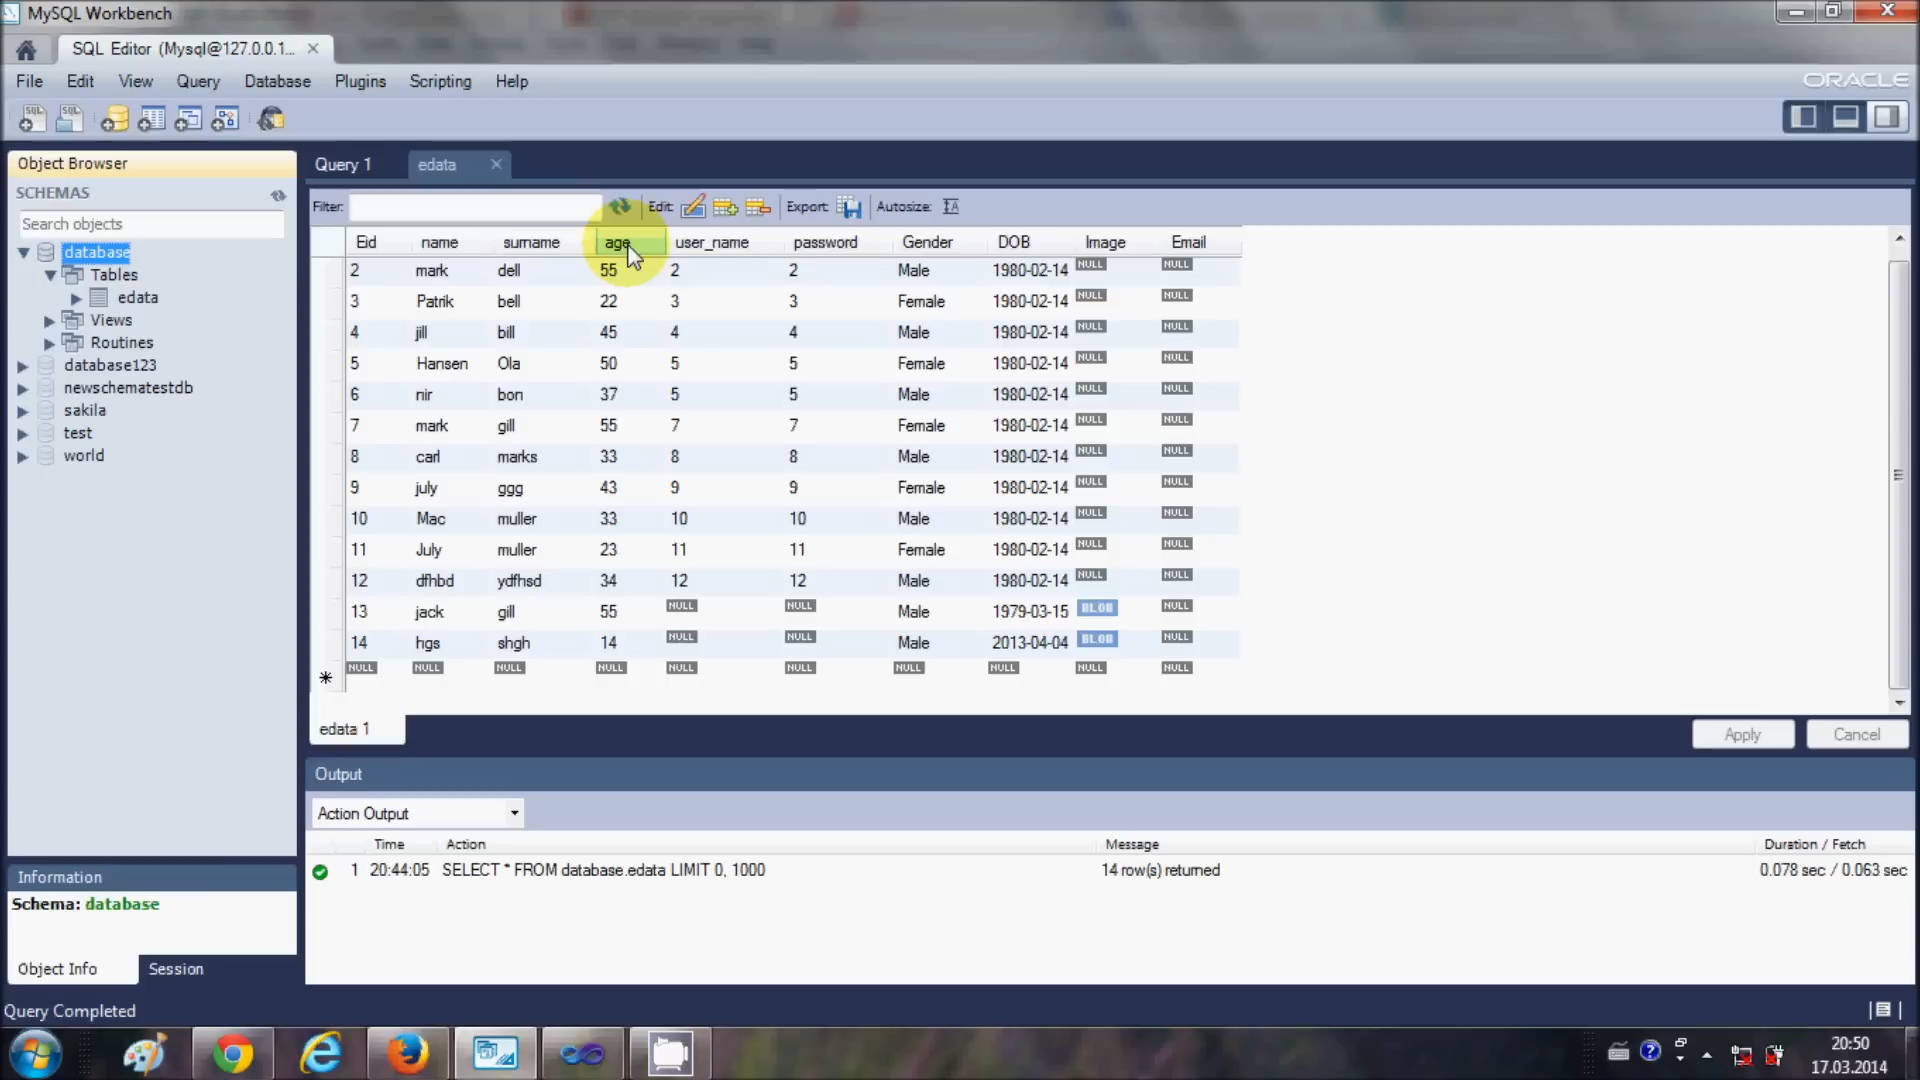 MySQL Workbench
SQL Editor (Mysql@127.0.0.1...
File Edit View Query Database Plugins Scripting Help
ORACLE
SQL SQL
Object Browser
Query 1 edata
SCHEMAS
Filter: Edit: Export: Autosize:
Search objects
Eid name surname age user_name password Gender DOB Image Email
database
2 mark dell 55 2 2 Male 1980-02-14 NULL NULL
Tables
edata
3 Patrik bell 22 3 3 Female 1980-02-14 NULL NULL
Views
4 jill bill 45 4 4 Male 1980-02-14 NULL NULL
Routines
database123
5 Hansen Ola 50 5 5 Female 1980-02-14 NULL NULL
newschematestdb
6 nir bon 37 5 5 Male 1980-02-14 NULL NULL
sakila
7 mark gill 55 7 7 Female 1980-02-14 NULL NULL
test
8 carl marks 33 8 8 Male 1980-02-14 NULL NULL
world
9 july ggg 43 9 9 Female 1980-02-14 NULL NULL
10 Mac muller 33 10 10 Male 1980-02-14 NULL NULL
11 July muller 23 11 11 Female 1980-02-14 NULL NULL
12 dfhbd ydfhsd 34 12 12 Male 1980-02-14 NULL NULL
13 jack gill 55 NULL NULL Male 1979-03-15 BLOB NULL
14 hgs shgh 14 NULL NULL Male 2013-04-04 BLOB NULL
* NULL NULL NULL NULL NULL NULL NULL NULL NULL NULL
edata 1
Apply Cancel
Output
Action Output
Time Action Message Duration / Fetch
1 20:44:05 SELECT * FROM database.edata LIMIT 0, 1000 14 row(s) returned 0.078 sec / 0.063 sec
Information
Schema: database
Object Info Session
Query Completed
20:50
17.03.2014